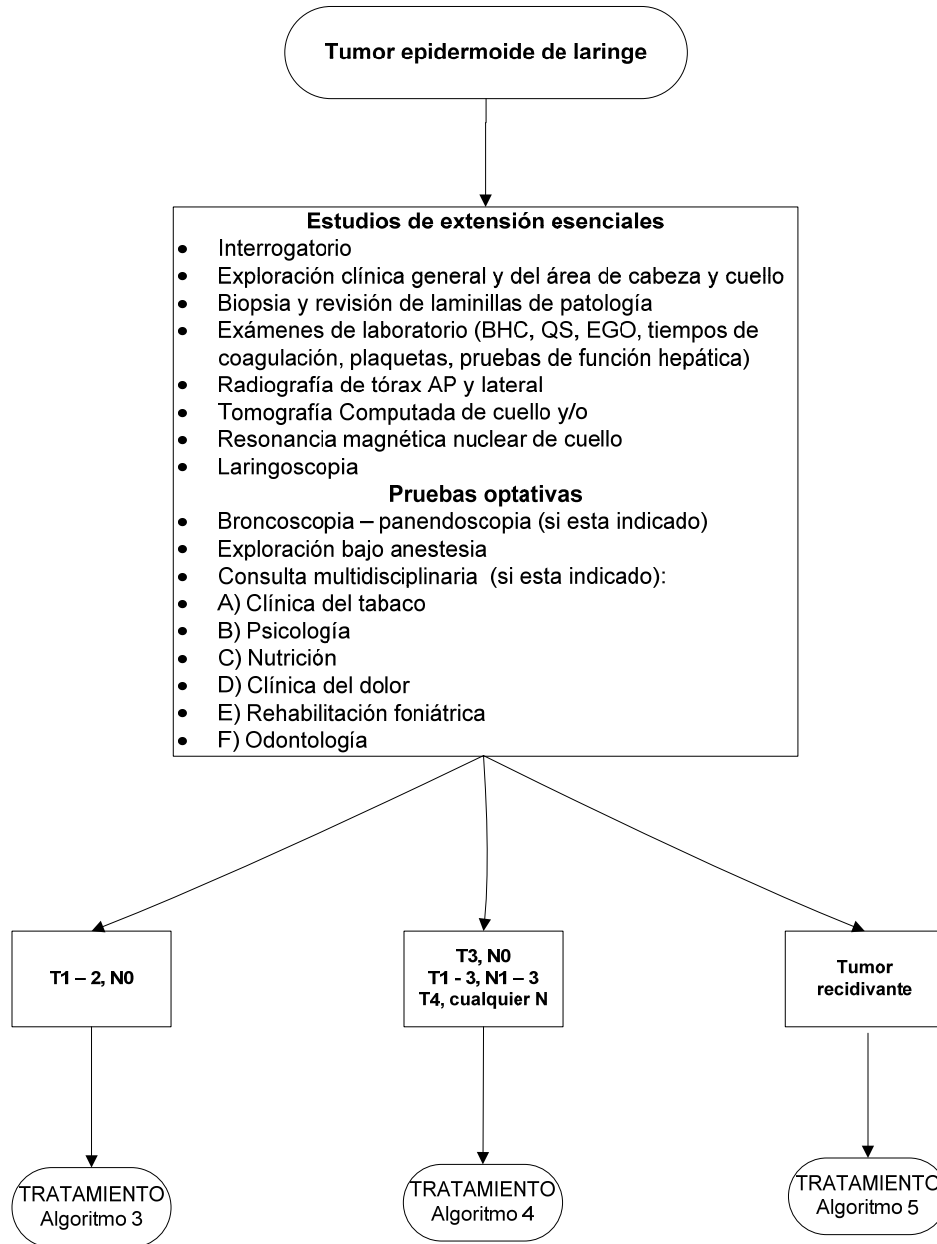 Tumor epidermoide de laringe
Estudios de extensión esenciales
• Interrogatorio
• Exploración clínica general y del área de cabeza y cuello
• Biopsia y revisión de laminillas de patología
• Exámenes de laboratorio (BHC, QS, EGO, tiempos de
coagulación, plaquetas, pruebas de función hepática)
• Radiografía de tórax AP y lateral
• Tomografía Computada de cuello y/o
• Resonancia magnética nuclear de cuello
• Laringoscopia
Pruebas optativas
• Broncoscopia – panendoscopia (si esta indicado)
• Exploración bajo anestesia
• Consulta multidisciplinaria (si esta indicado):
• A) Clínica del tabaco
• B) Psicología
• C) Nutrición
• D) Clínica del dolor
• E) Rehabilitación foniátrica
• F) Odontología
T1 – 2, N0
T3, N0
T1 - 3, N1 – 3
T4, cualquier N
Tumor
recidivante
TRATAMIENTO
Algoritmo 3
TRATAMIENTO
Algoritmo 4
TRATAMIENTO
Algoritmo 5